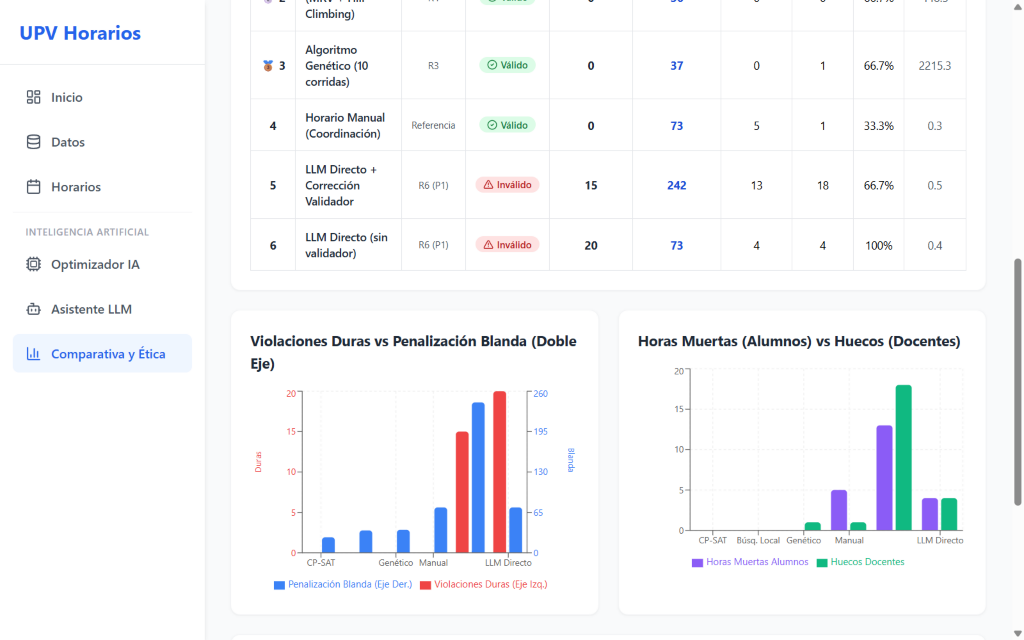 UPV Horarios
Inicio
Datos
Horarios
INTELIGENCIA ARTIFICIAL
Optimizador IA
Asistente LLM
Comparativa y Ética
Climbing)
3 Algoritmo Genético (10 corridas) R3 Válido 0 37 0 1 66.7% 2215.3
4 Horario Manual (Coordinación) Referencia Válido 0 73 5 1 33.3% 0.3
5 LLM Directo + Corrección Validador R6 (P1) Inválido 15 242 13 18 66.7% 0.5
6 LLM Directo (sin validador) R6 (P1) Inválido 20 73 4 4 100% 0.4
Violaciones Duras vs Penalización Blanda (Doble
Eje)
20 260
15 195
10 130
5 65
0 0
Duras
Blanda
CP-SAT Genético Manual LLM Directo
Penalización Blanda (Eje Der.) Violaciones Duras (Eje Izq.)
Horas Muertas (Alumnos) vs Huecos (Docentes)
20
15
10
5
0
CP-SAT Búsq. Local Genético Manual LLM Directo
Horas Muertas Alumnos Huecos Docentes